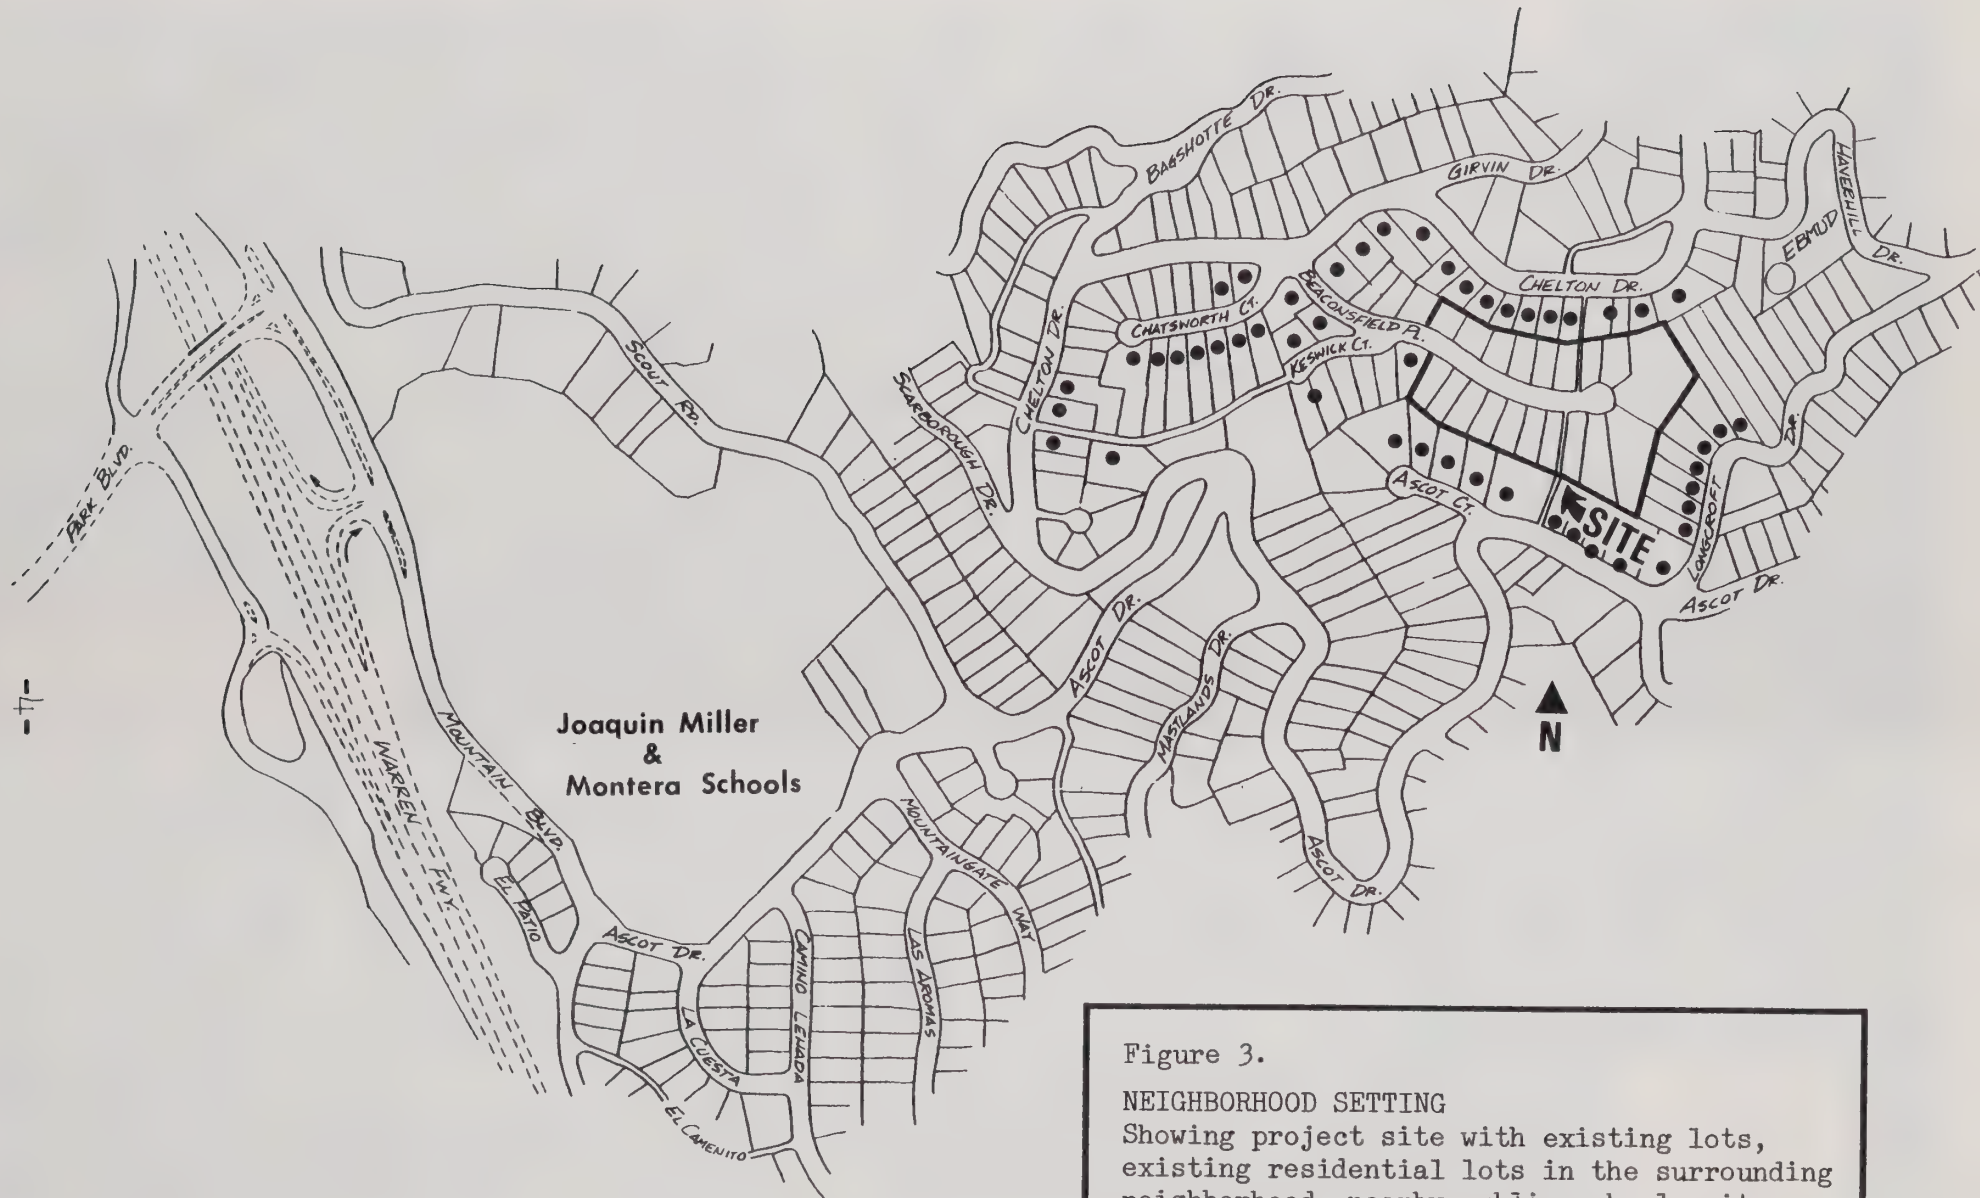 BAGSHOTTE DR.
GIRVIN DR.
HAVERHILL DR.
EBMUD
CHELTON DR.
CHATSWORTH CT.
BEACONSFIELD PL.
KESWICK CT.
CHELTON DR.
SCARBOROUGH DR.
SCOUT RD.
PARK BLVD.
ASCOT CT.
SITE
LONGCROFT DR.
ASCOT DR.
ASCOT DR.
MASTLANDS DR.
N
-4-
Joaquin Miller
&
Montera Schools
MOUNTAIN BLVD.
WARREN FWY.
MOUNTAINGATE WAY
ASCOT DR.
EL PATIO
ASCOT DR.
CAMINO LENADA
LAS AROMAS
LA CUESTA
EL CAMENITO
Figure 3.
NEIGHBORHOOD SETTING
Showing project site with existing lots,
existing residential lots in the surrounding